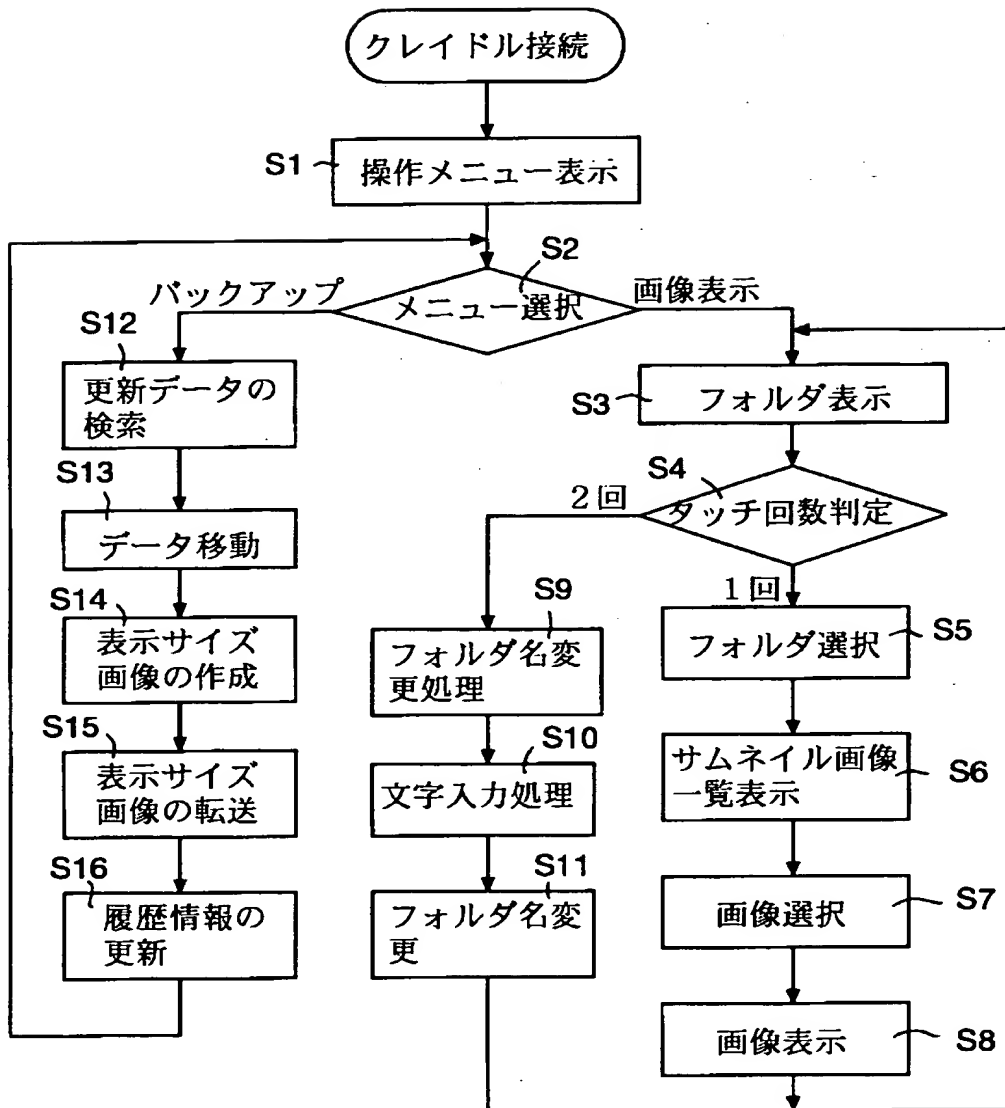 クレイドル接続
S1
操作メニュー表示
S2
メニュー選択
バックアップ
画像表示
S12
更新データの
検索
S13
データ移動
S14
表示サイズ
画像の作成
S15
表示サイズ
画像の転送
S16
履歴情報の
更新
S3
フォルダ表示
S4
タッチ回数判定
2回
1回
S9
フォルダ名変
更処理
S10
文字入力処理
S11
フォルダ名変
更
S5
フォルダ選択
S6
サムネイル画像
一覧表示
S7
画像選択
S8
画像表示